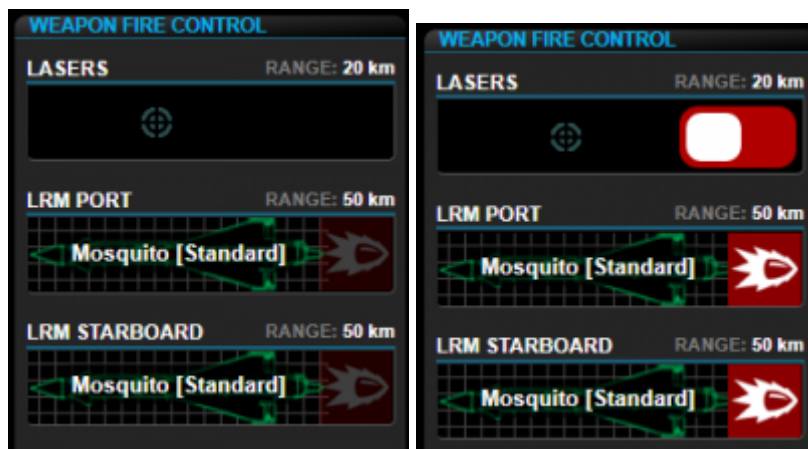 WEAPON FIRE CONTROL
LASERS RANGE: 20 km
LRM PORT RANGE: 50 km
Mosquito [Standard]
LRM STARBOARD RANGE: 50 km
Mosquito [Standard]
WEAPON FIRE CONTROL
LASERS RANGE: 20 km
LRM PORT RANGE: 50 km
Mosquito [Standard]
LRM STARBOARD RANGE: 50 km
Mosquito [Standard]